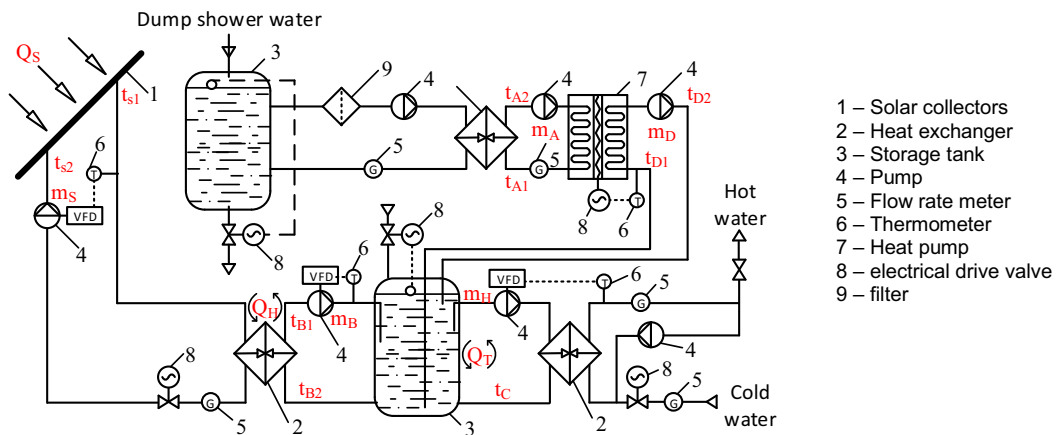 Dump shower water
Q_S
t_s1
1
3
9
4
4
7
4
t_A2
t_D2
m_A
m_D
t_s2
6
T
m_S
VFD
4
G
5
G
5
t_A1
t_D1
8
T
6
8
8
Hot
water
VFD
T
6
m_H
VFD
T
6
5
G
Q_H
t_B1
m_B
4
4
4
Q_T
8
8
t_B2
t_C
G
5
2
3
2
G
5
Cold
water
1 – Solar collectors
2 – Heat exchanger
3 – Storage tank
4 – Pump
5 – Flow rate meter
6 – Thermometer
7 – Heat pump
8 – electrical drive valve
9 – filter